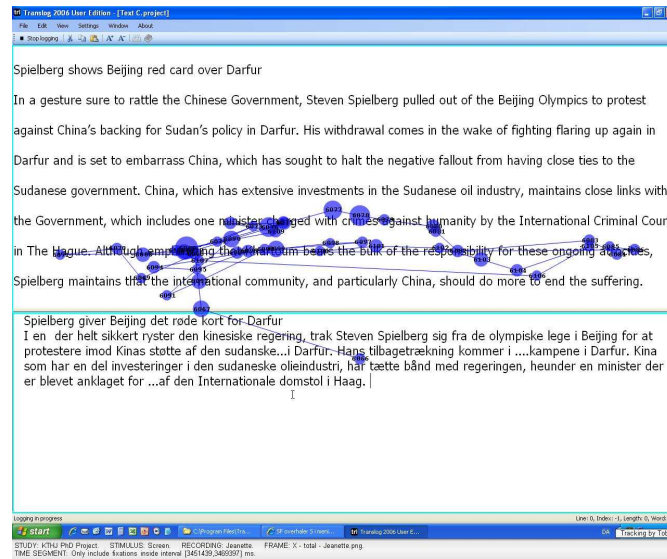 Translog 2006 User Edition - [Text C.project]
File Edit View Settings Window About
Stop logging
Spielberg shows Beijing red card over Darfur
In a gesture sure to rattle the Chinese Government, Steven Spielberg pulled out of the Beijing Olympics to protest
against China's backing for Sudan's policy in Darfur. His withdrawal comes in the wake of fighting flaring up again in
Darfur and is set to embarrass China, which has sought to halt the negative fallout from having close ties to the
Sudanese government. China, which has extensive investments in the Sudanese oil industry, maintains close links with
the Government, which includes one minister charged with crimes against humanity by the International Criminal Cour
in The Hague. Although emphasizing that Khartoum bears the bulk of the responsibility for these ongoing atrocities,
Spielberg maintains that the international community, and particularly China, should do more to end the suffering.
Spielberg giver Beijing det røde kort for Darfur
I en der helt sikkert ryster den kinesiske regering, trak Steven Spielberg sig fra de olympiske lege i Beijing for at
protestere imod Kinas støtte af den sudanske...i Darfur. Hans tilbagetrækning kommer i ....kampene i Darfur. Kina
som har en del investeringer i den sudaneske olieindustri, har tætte bånd med regeringen, heunder en minister der
er blevet anklaget for ...af den Internationale domstol i Haag.
Logging in progress
Line: 0, Index: -1, Length: 0, Word
start
C:\Program Files\Tra...
Translog 2006 User E...
DA
Tracking by Tob
STUDY: KTHJ PhD Project. STIMULUS: Screen. RECORDING: Jeanette. FRAME: X - total - Jeanette.png.
TIME SEGMENT: Only include fixations inside interval [3451439,3489397] ms.